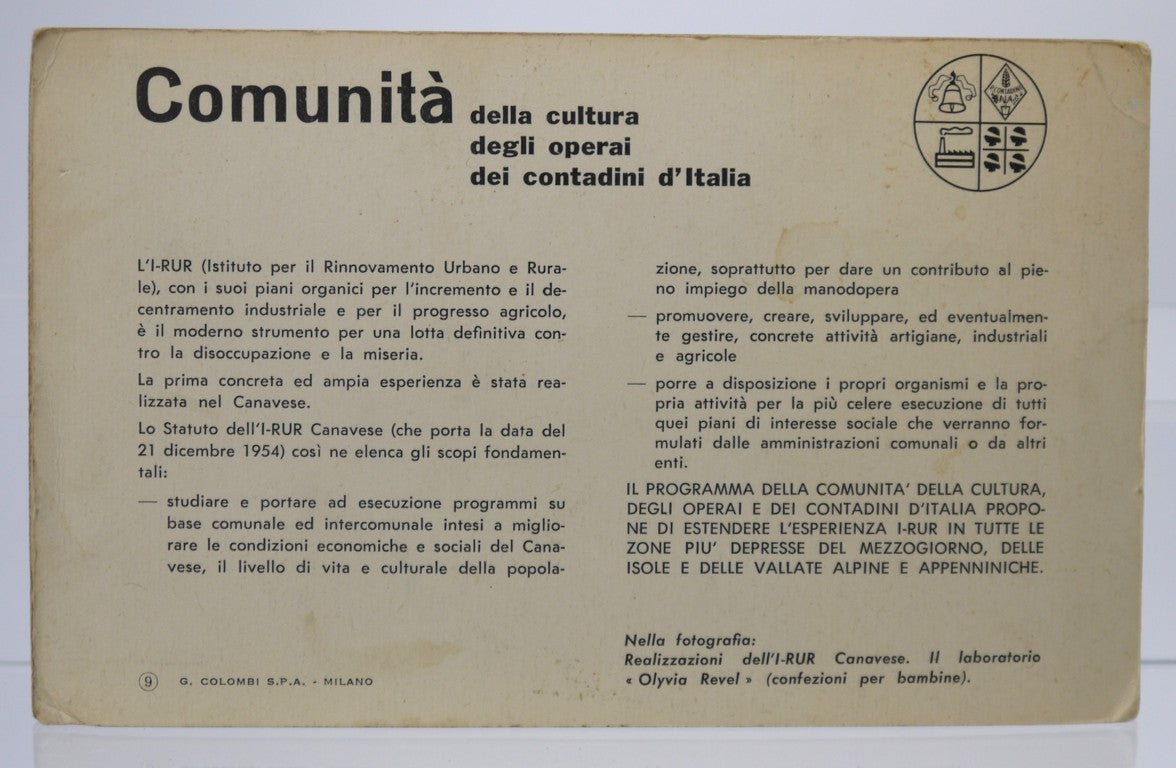 Comunità
della cultura
degli operai
dei contadini d'Italia
L'I-RUR (Istituto per il Rinnovamento Urbano e Rura-
le), con i suoi piani organici per l'incremento e il de-
centramento industriale e per il progresso agricolo,
è il moderno strumento per una lotta definitiva con-
tro la disoccupazione e la miseria.
La prima concreta ed ampia esperienza è stata rea-
lizzata nel Canavese.
Lo Statuto dell'I-RUR Canavese (che porta la data del
21 dicembre 1954) così ne elenca gli scopi fondamen-
tali:
— studiare e portare ad esecuzione programmi su
base comunale ed intercomunale intesi a miglio-
rare le condizioni economiche e sociali del Cana-
vese, il livello di vita e culturale della popola-
zione, soprattutto per dare un contributo al pie-
no impiego della manodopera
— promuovere, creare, sviluppare, ed eventualmen-
te gestire, concrete attività artigiane, industriali
e agricole
— porre a disposizione i propri organismi e la pro-
pria attività per la più celere esecuzione di tutti
quei piani di interesse sociale che verranno for-
mulati dalle amministrazioni comunali o da altri
enti.
IL PROGRAMMA DELLA COMUNITA' DELLA CULTURA,
DEGLI OPERAI E DEI CONTADINI D'ITALIA PROPO-
NE DI ESTENDERE L'ESPERIENZA I-RUR IN TUTTE LE
ZONE PIU' DEPRESSE DEL MEZZOGIORNO, DELLE
ISOLE E DELLE VALLATE ALPINE E APPENNINICHE.
Nella fotografia:
Realizzazioni dell'I-RUR Canavese. Il laboratorio
« Olyvia Revel » (confezioni per bambine).
9 G. COLOMBI S.P.A. - MILANO